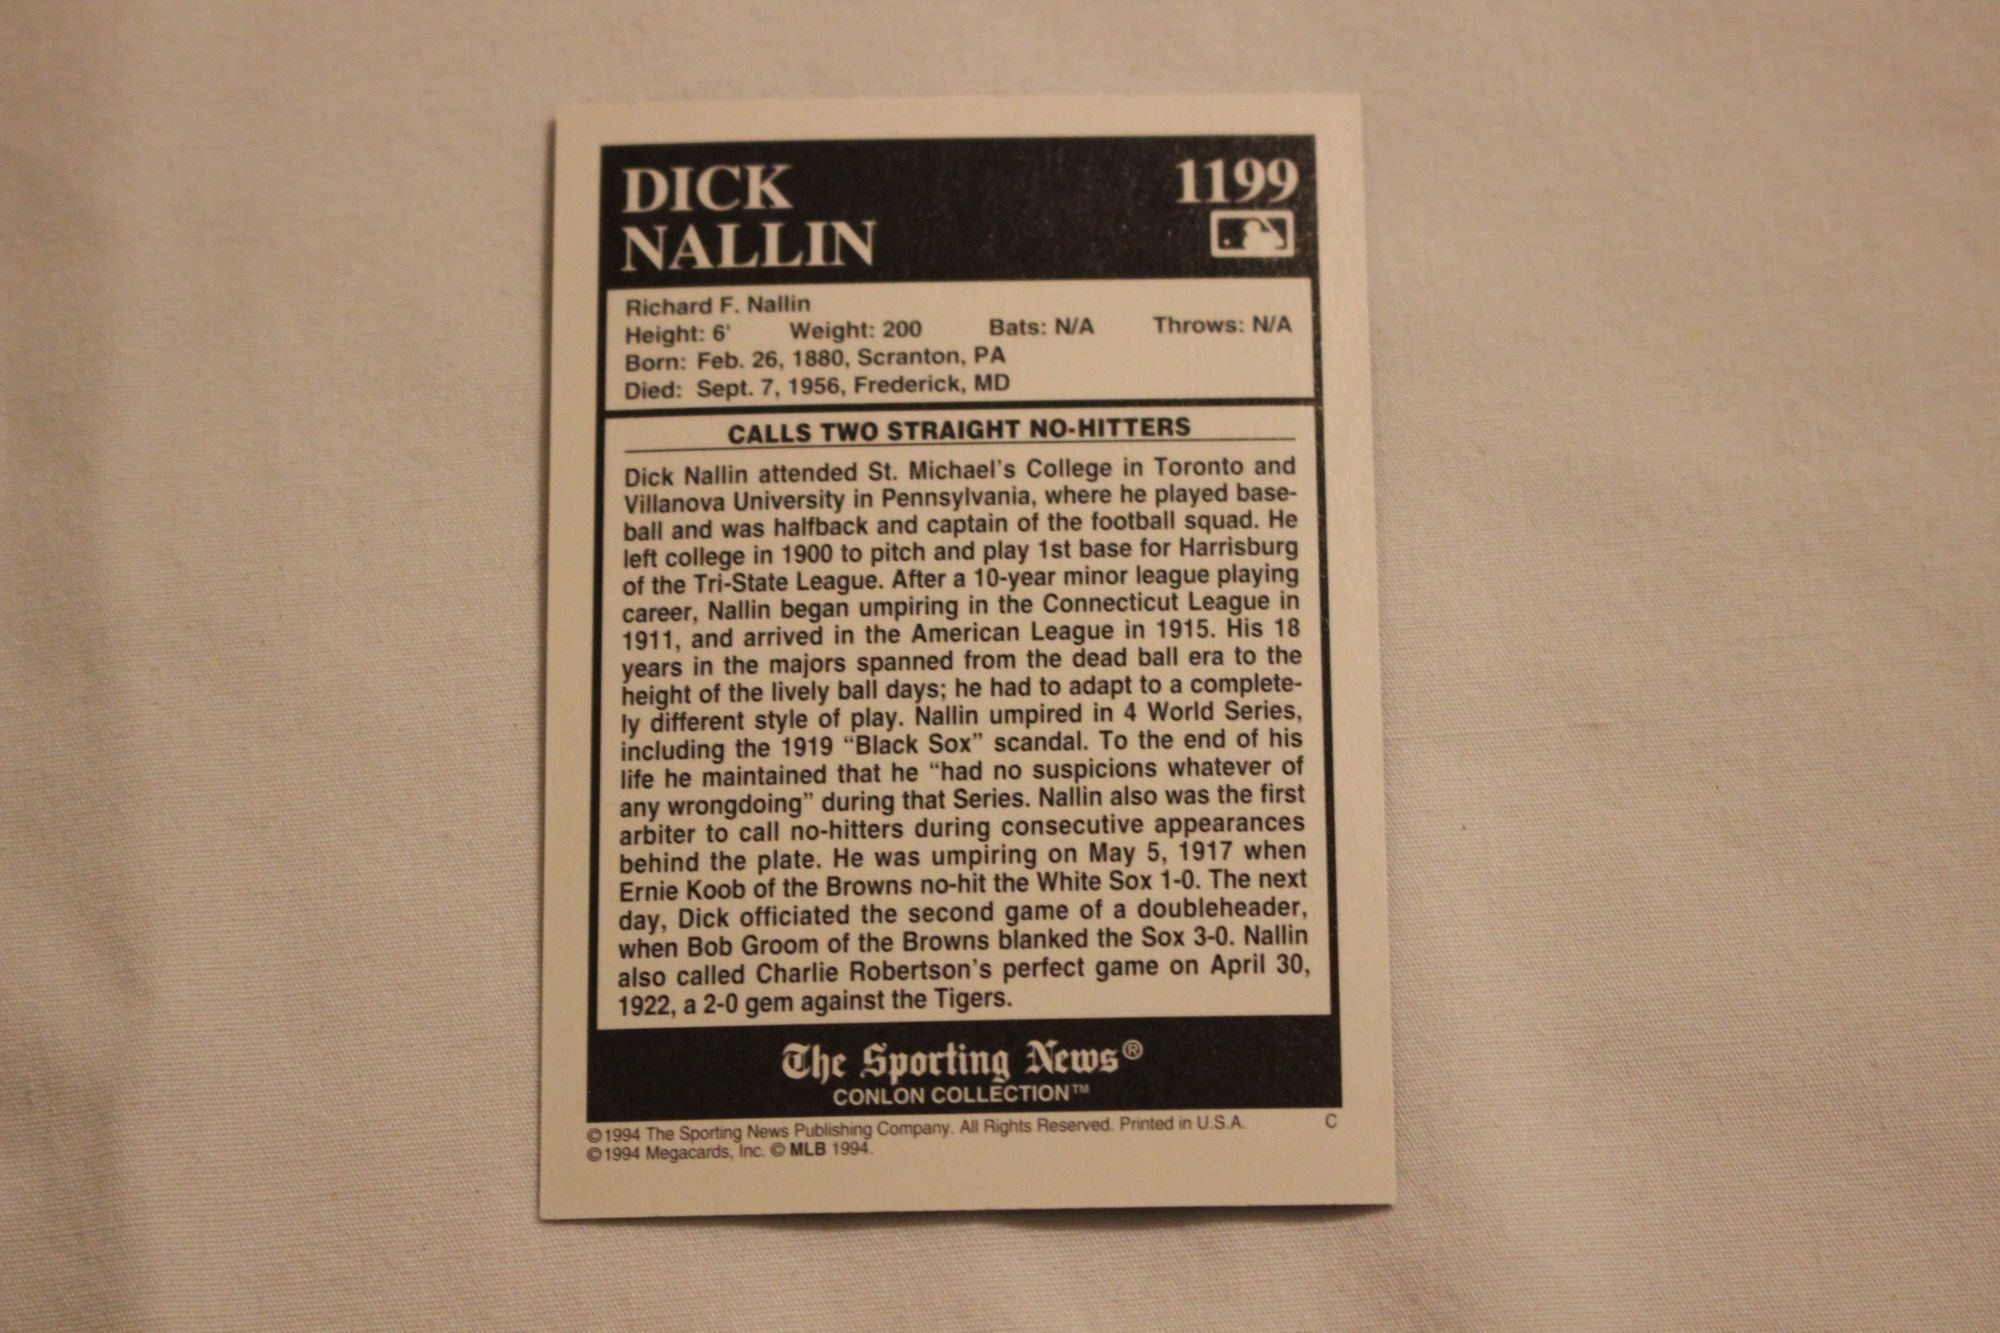 DICK
NALLIN
1199
Richard F. Nallin
Height: 6' Weight: 200 Bats: N/A Throws: N/A
Born: Feb. 26, 1880, Scranton, PA
Died: Sept. 7, 1956, Frederick, MD
CALLS TWO STRAIGHT NO-HITTERS
Dick Nallin attended St. Michael's College in Toronto and
Villanova University in Pennsylvania, where he played base-
ball and was halfback and captain of the football squad. He
left college in 1900 to pitch and play 1st base for Harrisburg
of the Tri-State League. After a 10-year minor league playing
career, Nallin began umpiring in the Connecticut League in
1911, and arrived in the American League in 1915. His 18
years in the majors spanned from the dead ball era to the
height of the lively ball days; he had to adapt to a complete-
ly different style of play. Nallin umpired in 4 World Series,
including the 1919 “Black Sox” scandal. To the end of his
life he maintained that he “had no suspicions whatever of
any wrongdoing” during that Series. Nallin also was the first
arbiter to call no-hitters during consecutive appearances
behind the plate. He was umpiring on May 5, 1917 when
Ernie Koob of the Browns no-hit the White Sox 1-0. The next
day, Dick officiated the second game of a doubleheader,
when Bob Groom of the Browns blanked the Sox 3-0. Nallin
also called Charlie Robertson's perfect game on April 30,
1922, a 2-0 gem against the Tigers.
The Sporting News®
CONLON COLLECTION™
©1994 The Sporting News Publishing Company. All Rights Reserved. Printed in U.S.A. C
©1994 Megacards, Inc. © MLB 1994.